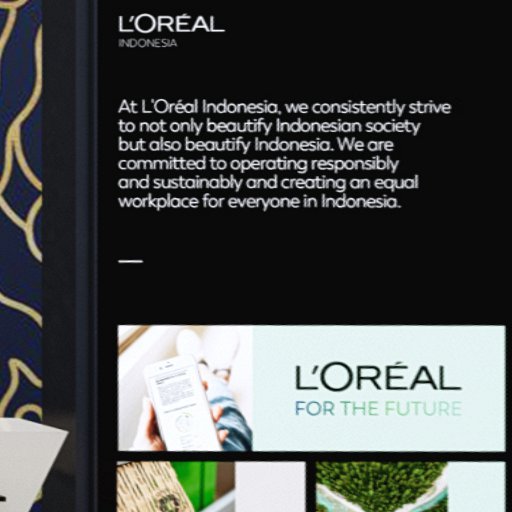 L'ORÉAL
INDONESIA
At L'Oréal Indonesia, we consistently strive
to not only beautify Indonesian society
but also beautify Indonesia. We are
committed to operating responsibly
and sustainably and creating an equal
workplace for everyone in Indonesia.
L'ORÉAL
FOR THE FUTURE